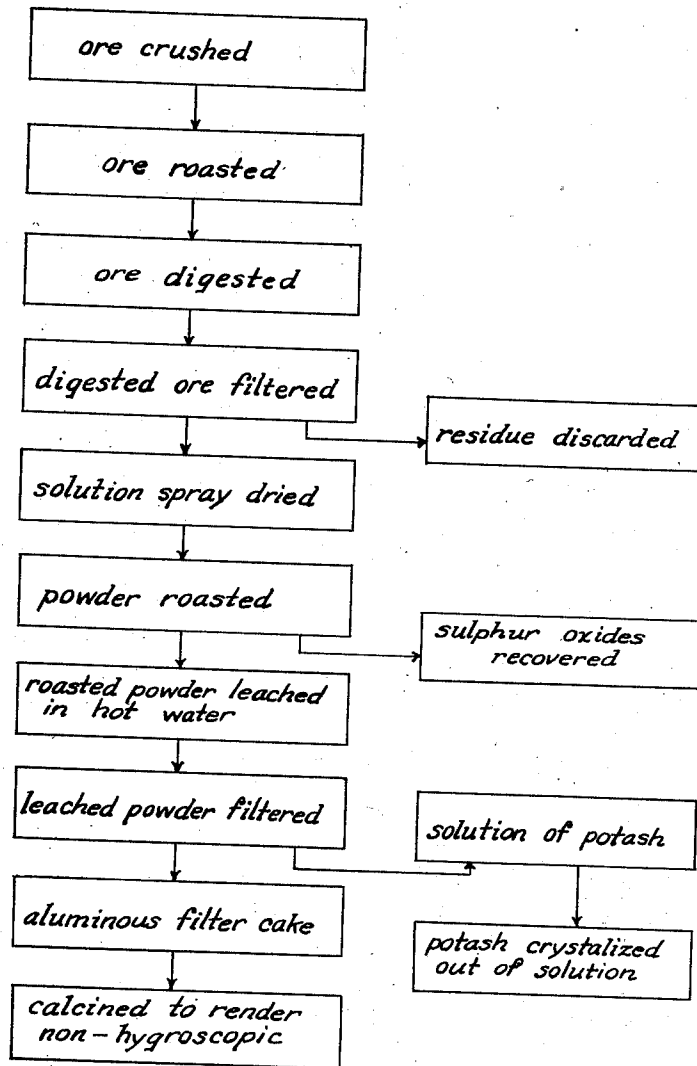 ore crushed
ore roasted
ore digested
digested ore filtered
residue discarded
solution spray dried
powder roasted
sulphur oxides
recovered
roasted powder leached
in hot water
leached powder filtered
solution of potash
aluminous filter cake
potash crystalized
out of solution
calcined to render
non-hygroscopic